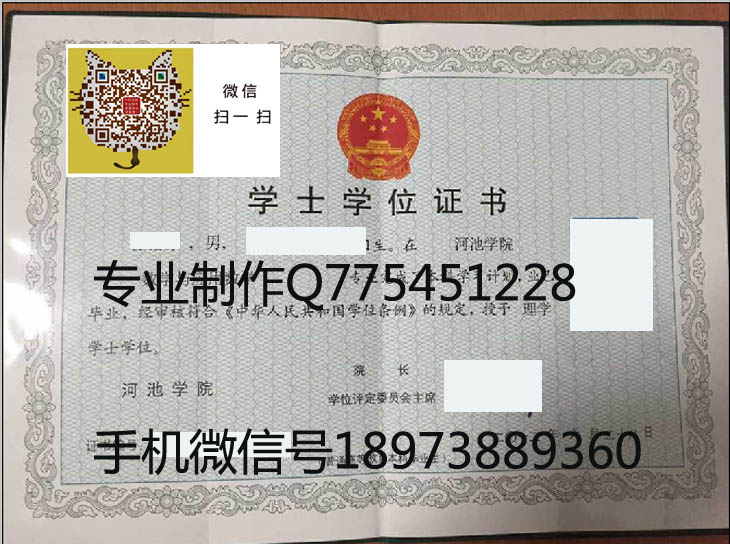 微信
扫一扫
学士学位证书
，男，
生。在 河池学院
专业制作Q775451228
计划，业已
毕业，经审核符合《中华人民共和国学位条例》的规定，授予 理学
学士学位。
院 长
河池学院
学位评定委员会主席
手机微信号18973889360